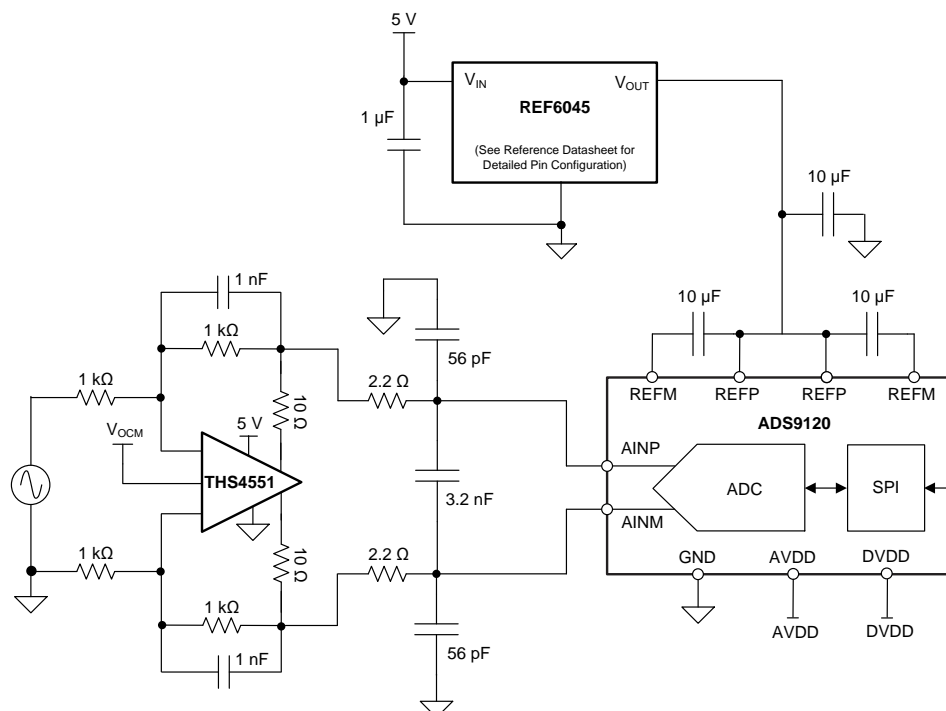 5 V
VIN
VOUT
REF6045
(See Reference Datasheet for
Detailed Pin Configuration)
1 µF
10 µF
1 nF
1 kΩ
1 kΩ
10 Ω
VOCM
5 V
THS4551
10 Ω
1 kΩ
1 kΩ
1 nF
56 pF
2.2 Ω
3.2 nF
2.2 Ω
56 pF
10 µF
10 µF
REFM
REFP
REFP
REFM
ADS9120
AINP
ADC
SPI
AINM
GND
AVDD
DVDD
AVDD
DVDD